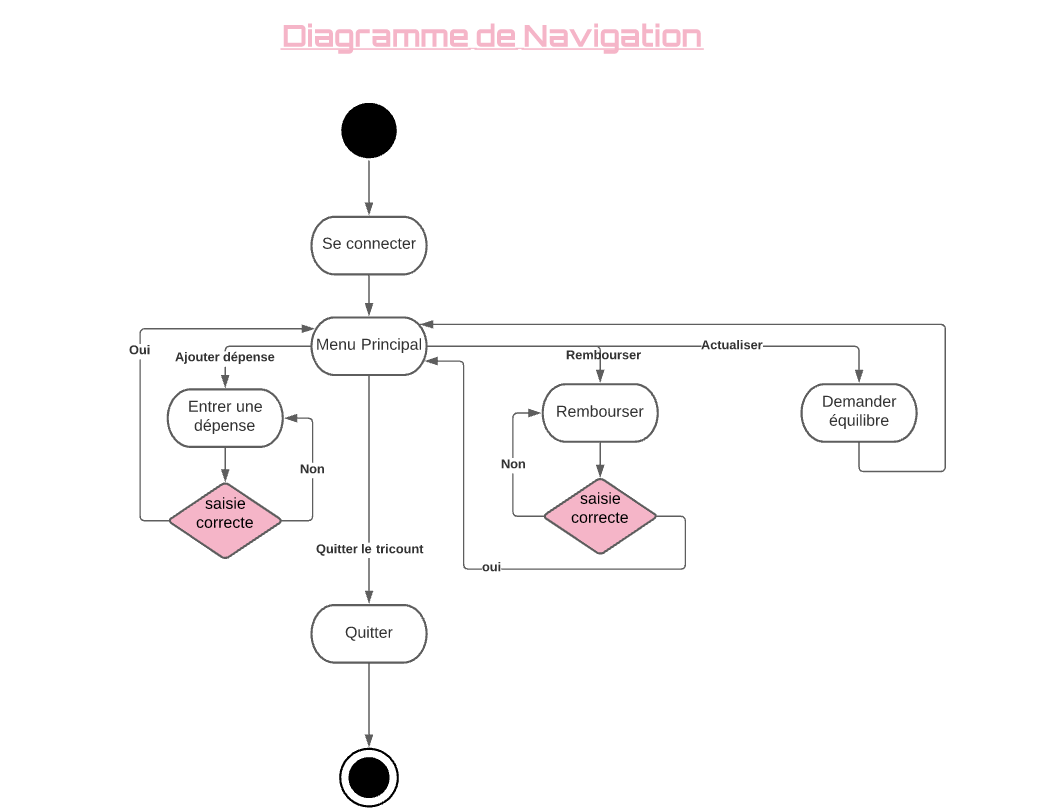 Diagramme de Navigation
Se connecter
Menu Principal
Oui
Ajouter dépense
Rembourser
Actualiser
Entrer une
dépense
Rembourser
Demander
équilibre
Non
Non
saisie
correcte
saisie
correcte
Quitter le tricount
oui
Quitter